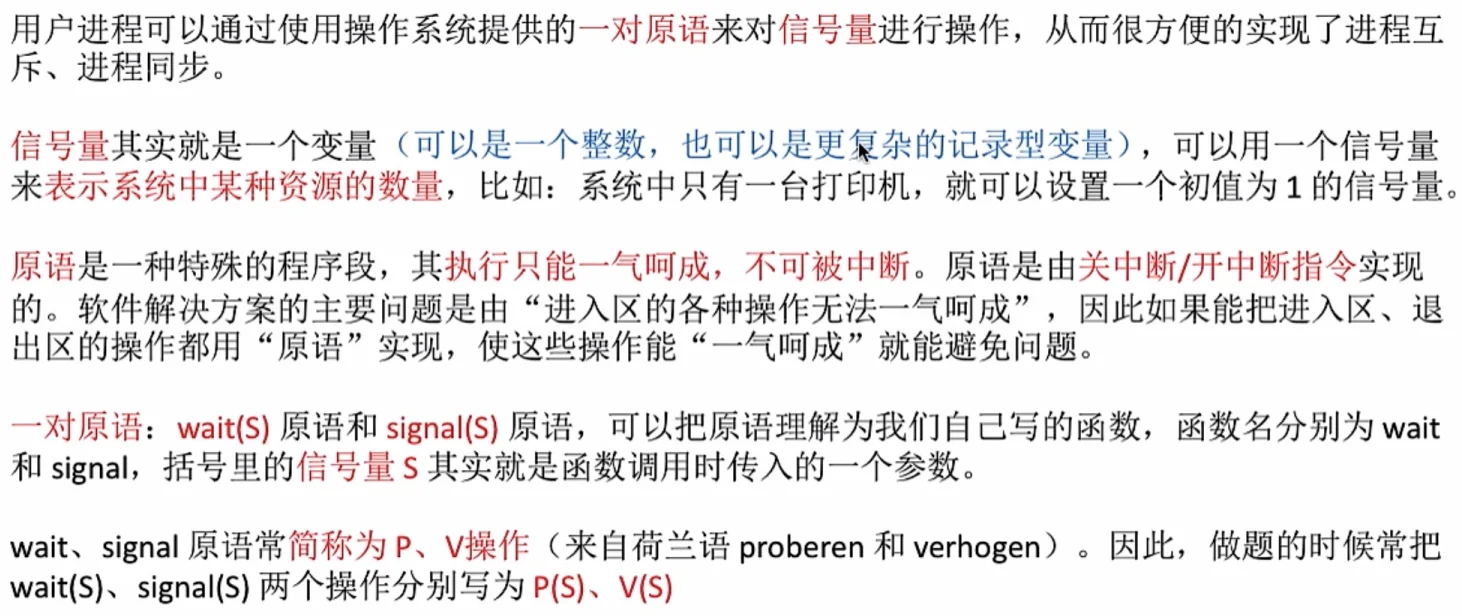 用户进程可以通过使用操作系统提供的一对原语来对信号量进行操作，从而很方便的实现了进程互
斥、进程同步。
信号量其实就是一个变量（可以是一个整数，也可以是更复杂的记录型变量），可以用一个信号量
来表示系统中某种资源的数量，比如：系统中只有一台打印机，就可以设置一个初值为 1 的信号量。
原语是一种特殊的程序段，其执行只能一气呵成，不可被中断。原语是由关中断/开中断指令实现
的。软件解决方案的主要问题是由“进入区的各种操作无法一气呵成”，因此如果能把进入区、退
出区的操作都用“原语”实现，使这些操作能“一气呵成”就能避免问题。
一对原语：wait(S) 原语和 signal(S) 原语，可以把原语理解为我们自己写的函数，函数名分别为 wait
和 signal，括号里的信号量 S 其实就是函数调用时传入的一个参数。
wait、signal 原语常简称为 P、V操作（来自荷兰语 proberen 和 verhogen）。因此，做题的时候常把
wait(S)、signal(S) 两个操作分别写为 P(S)、V(S)